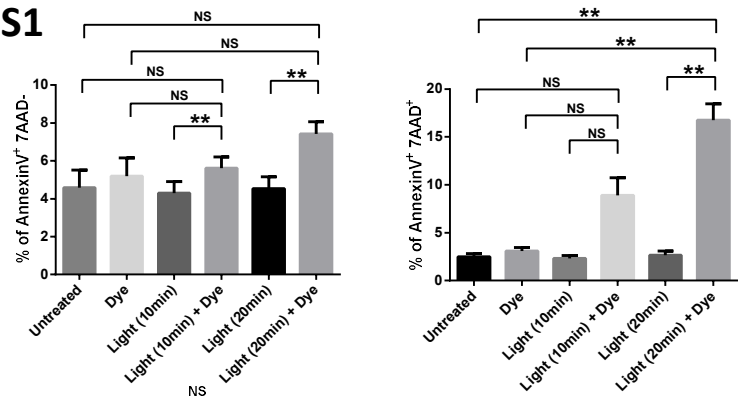 S1
NS
NS
NS
**
NS
**
% of AnnexinV+ 7AAD-
10
8
6
4
2
0
Untreated
Dye
Light (10min)
Light (10min) + Dye
Light (20min)
Light (20min) + Dye
NS
**
**
NS
**
NS
NS
% of AnnexinV+ 7AAD+
20
15
10
5
0
Untreated
Dye
Light (10min)
Light (10min) + Dye
Light (20min)
Light (20min) + Dye